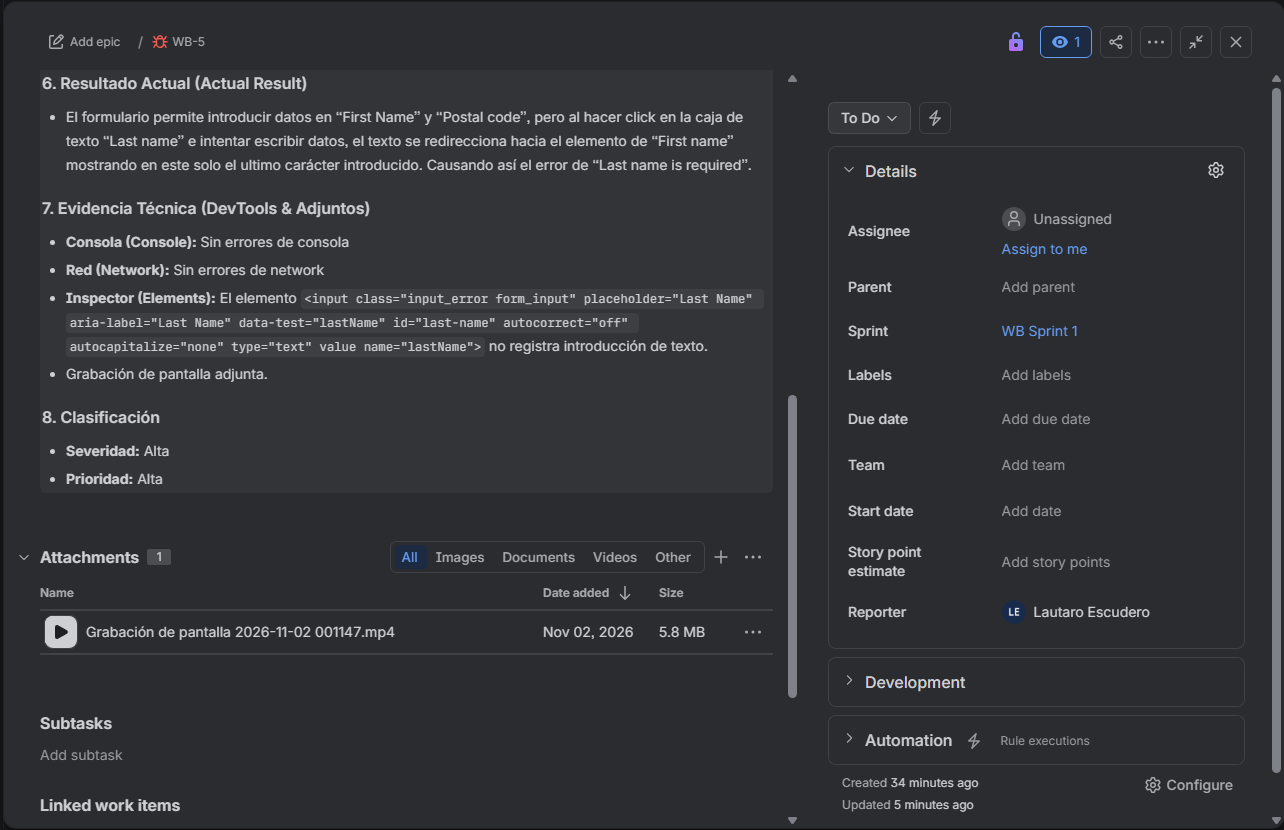 Add epic / WB-5
1
6. Resultado Actual (Actual Result)
El formulario permite introducir datos en “First Name” y “Postal code”, pero al hacer click en la caja de
texto “Last name” e intentar escribir datos, el texto se redirecciona hacia el elemento de “First name”
mostrando en este solo el ultimo carácter introducido. Causando así el error de “Last name is required”.
7. Evidencia Técnica (DevTools & Adjuntos)
Consola (Console): Sin errores de consola
Red (Network): Sin errores de network
Inspector (Elements): El elemento <input class="input_error form_input" placeholder="Last Name"
aria-label="Last Name" data-test="lastName" id="last-name" autocorrect="off"
autocapitalize="none" type="text" value name="lastName"> no registra introducción de texto.
Grabación de pantalla adjunta.
8. Clasificación
Severidad: Alta
Prioridad: Alta
Attachments 1
All Images Documents Videos Other
Name Date added Size
Grabación de pantalla 2026-11-02 001147.mp4 Nov 02, 2026 5.8 MB
Subtasks
Add subtask
Linked work items
To Do
Details
Assignee Unassigned
Assign to me
Parent Add parent
Sprint WB Sprint 1
Labels Add labels
Due date Add due date
Team Add team
Start date Add date
Story point
estimate Add story points
Reporter LE Lautaro Escudero
Development
Automation Rule executions
Created 34 minutes ago
Updated 5 minutes ago
Configure